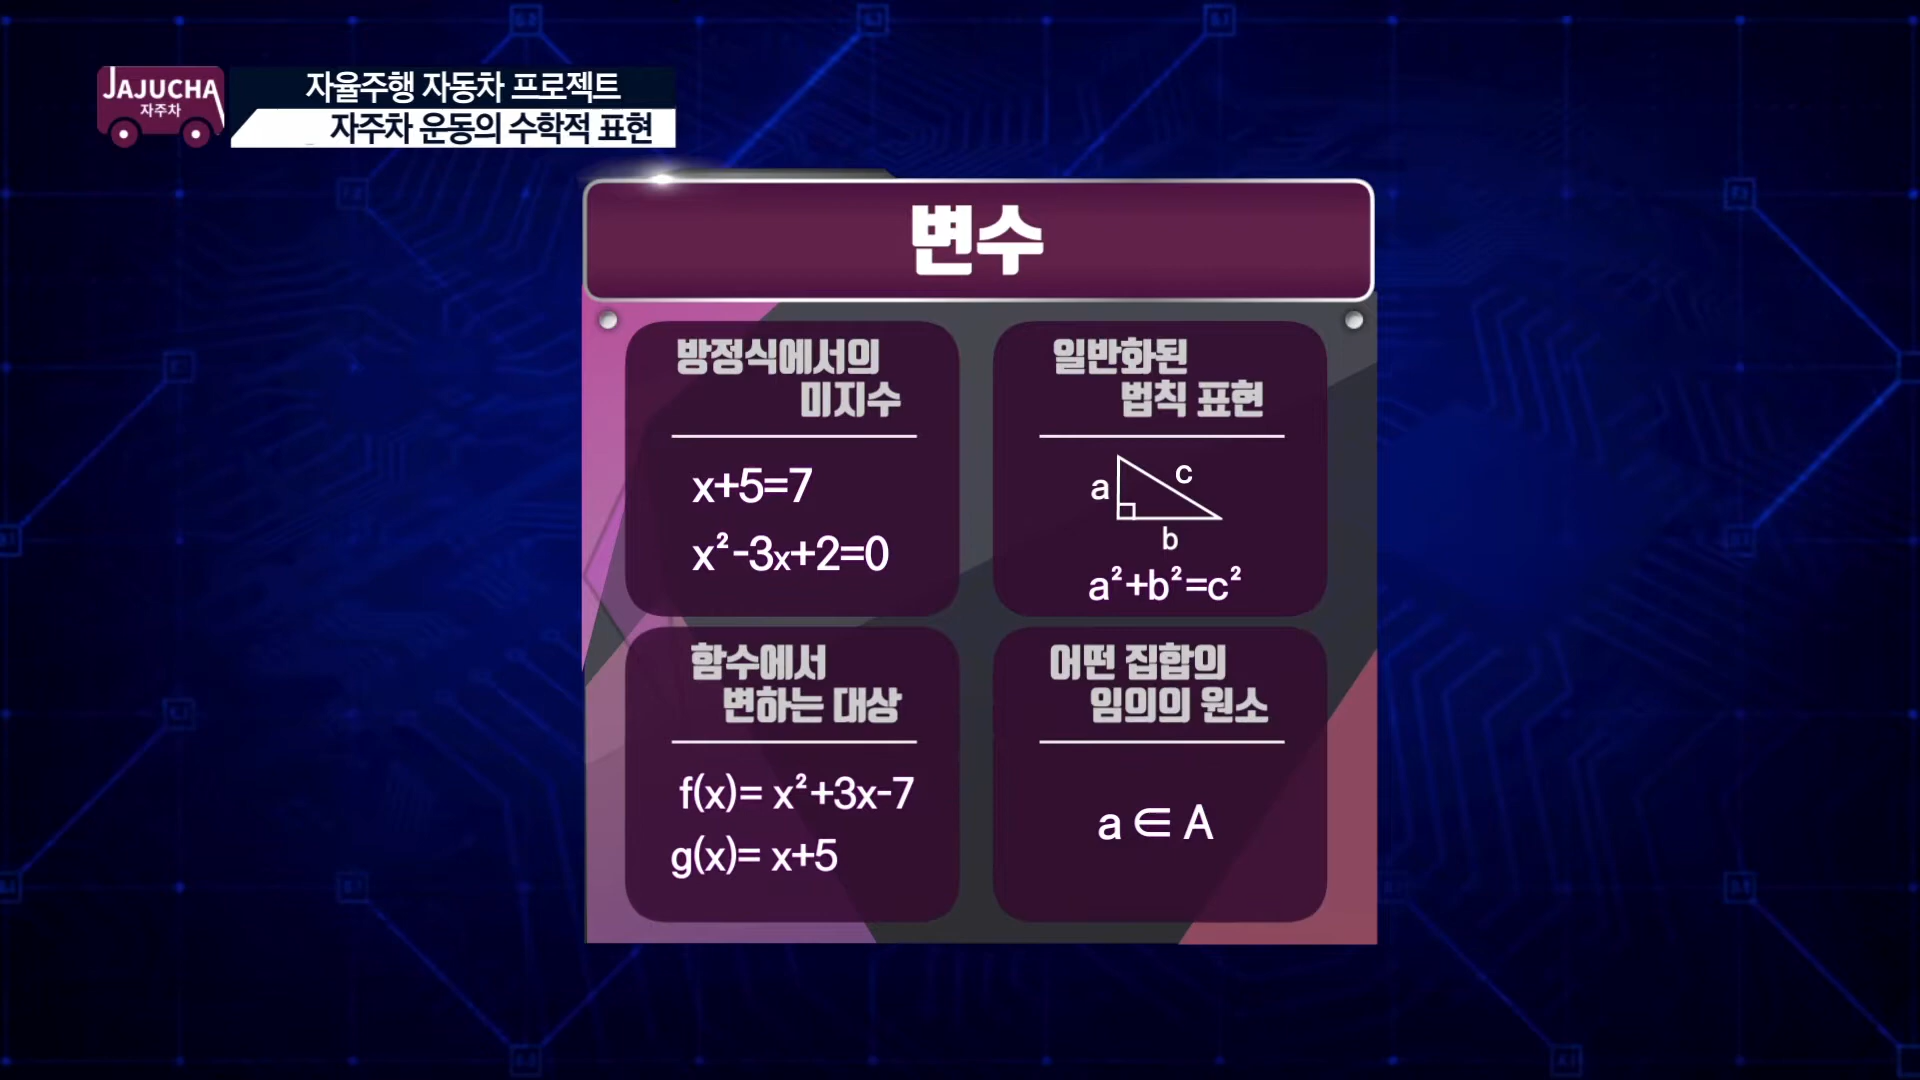 JAJUCHA
자주차
자율주행 자동차 프로젝트
자주차 운동의 수학적 표현
변수
방정식에서의
미지수
x+5=7
x²-3x+2=0
일반화된
법칙 표현
a
c
b
a²+b²=c²
함수에서
변하는 대상
f(x)= x²+3x-7
g(x)= x+5
어떤 집합의
임의의 원소
a ∈ A